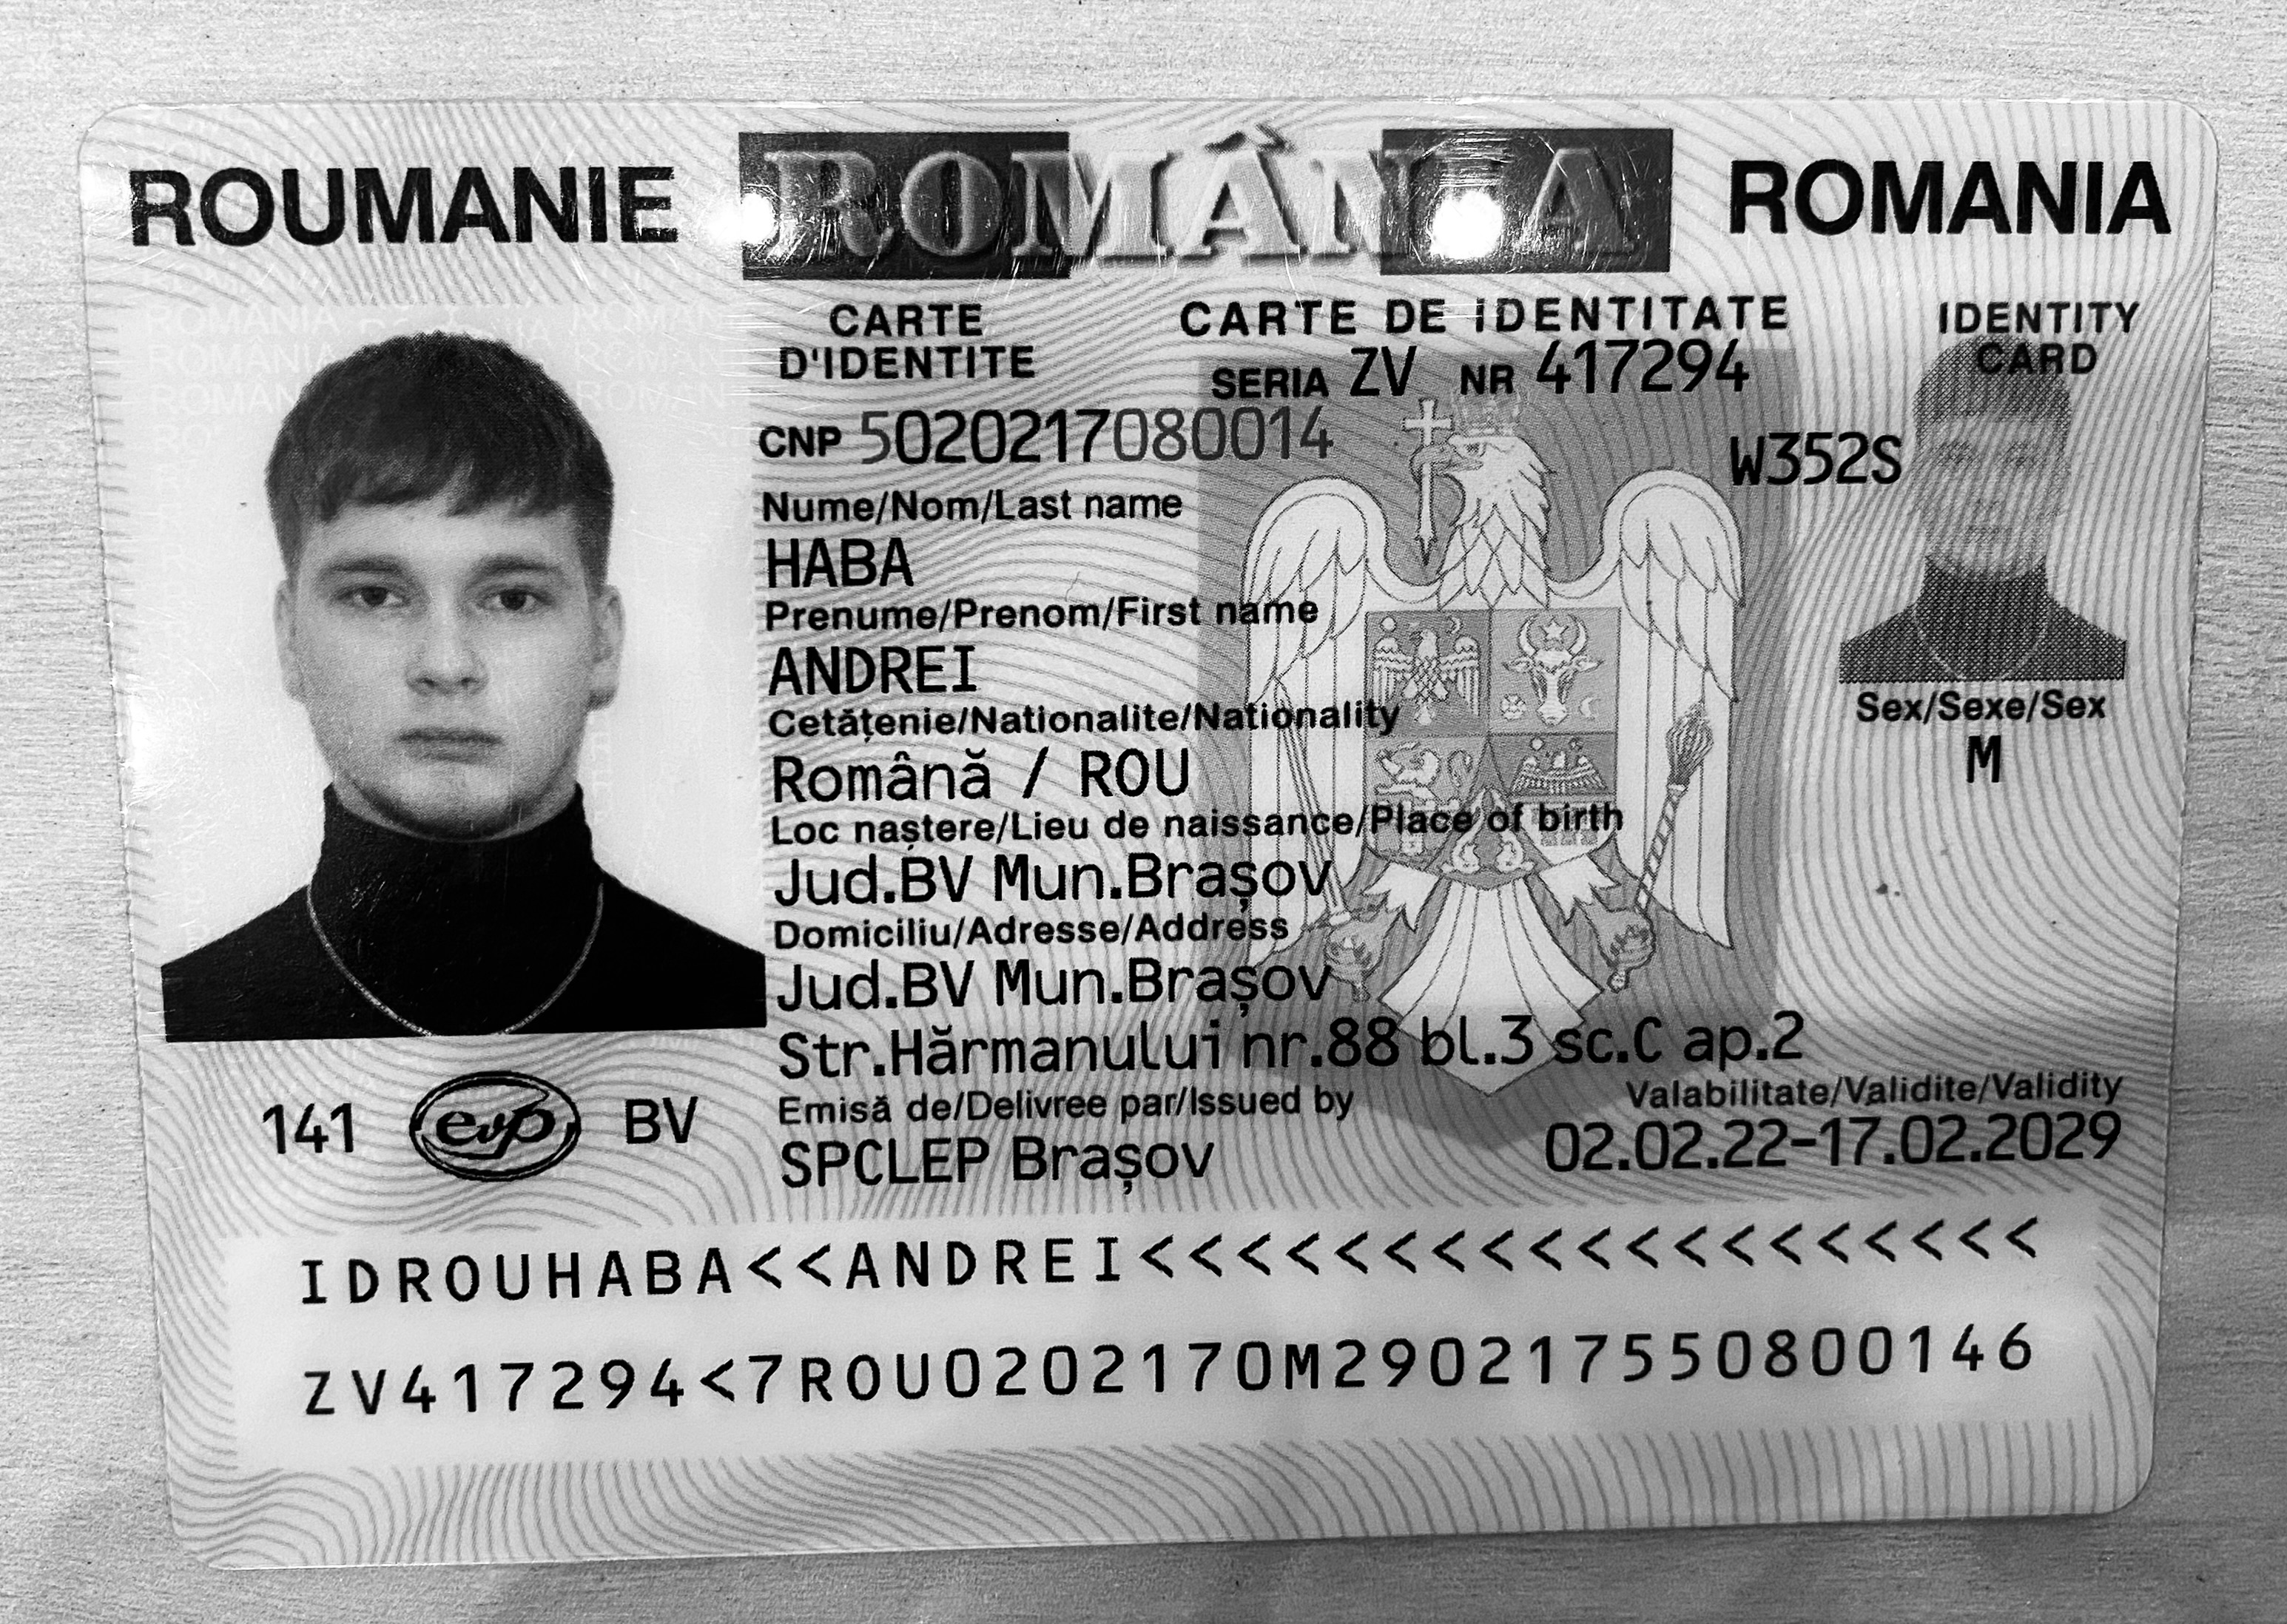 ROUMANIE ROMÂNIA ROMANIA
CARTE D'IDENTITE
CARTE DE IDENTITATE
IDENTITY CARD
SERIA ZV NR 417294
CNP 5020217080014
W352S
Nume/Nom/Last name
HABA
Prenume/Prenom/First name
ANDREI
Cetățenie/Nationalite/Nationality
Română / ROU
Sex/Sexe/Sex
M
Loc naștere/Lieu de naissance/Place of birth
Jud.BV Mun.Brașov
Domiciliu/Adresse/Address
Jud.BV Mun.Brașov
Str.Hărmanului nr.88 bl.3 sc.C ap.2
Emisă de/Delivree par/Issued by
SPCLEP Brașov
Valabilitate/Validite/Validity
02.02.22-17.02.2029
141 evp BV
IDROUHABA<<ANDREI<<<<<<<<<<<<<<<<<<<
ZV417294<7ROU0202170M290217550800146